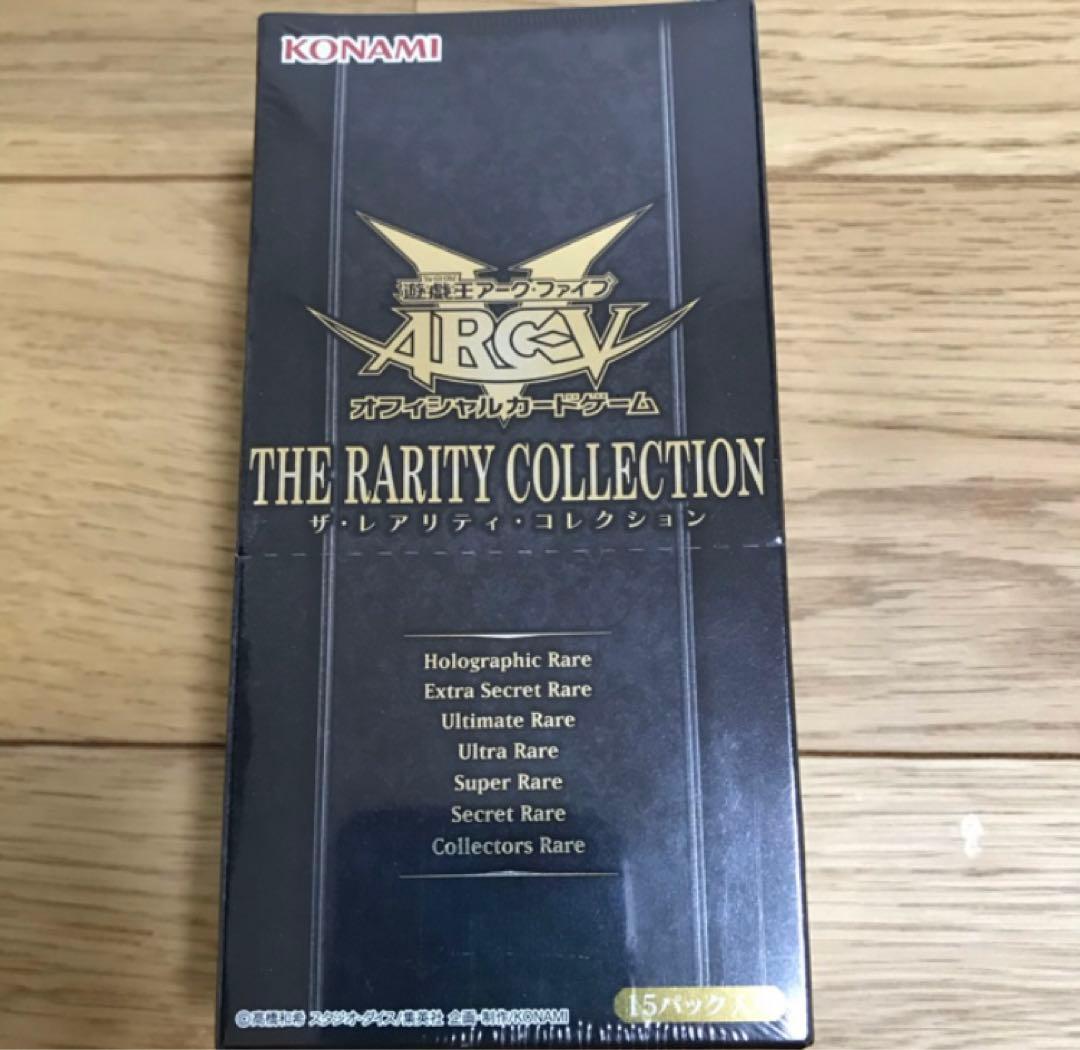 KONAMI
遊戯王アーク・ファイブ
ARC-V
オフィシャルカードゲーム
THE RARITY COLLECTION
ザ・レアリティ・コレクション
Holographic Rare
Extra Secret Rare
Ultimate Rare
Ultra Rare
Super Rare
Secret Rare
Collectors Rare
15パック入
©高橋和希 スタジオ・ダイス/集英社 企画・制作/KONAMI